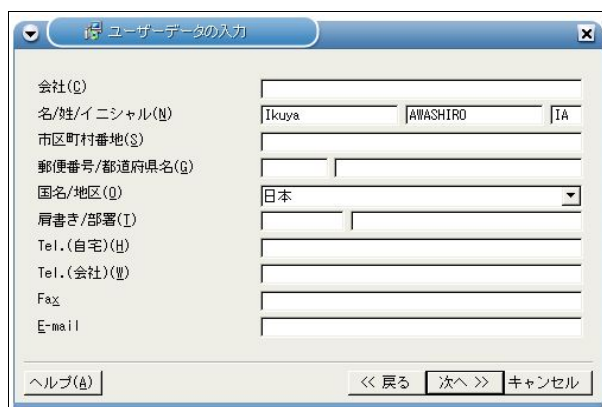 ユーザーデータの入力
会社(C)
名/姓/イニシャル(N) Ikuya AWASHIRO IA
市区町村番地(S)
郵便番号/都道府県名(G)
国名/地区(O) 日本
肩書き/部署(T)
Tel.(自宅)(H)
Tel.(会社)(W)
Fax
E-mail
ヘルプ(A) << 戻る 次へ >> キャンセル